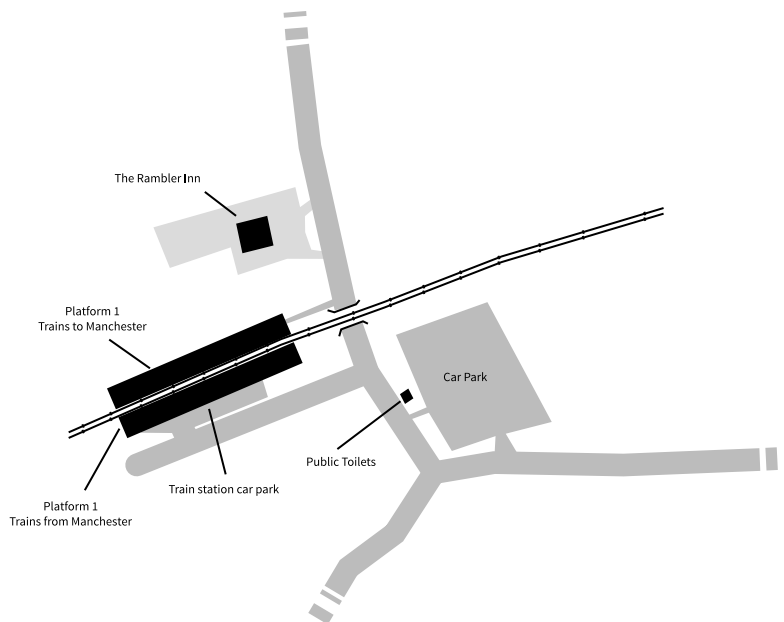 The Rambler Inn
Platform 1
Trains to Manchester
Car Park
Public Toilets
Train station car park
Platform 1
Trains from Manchester